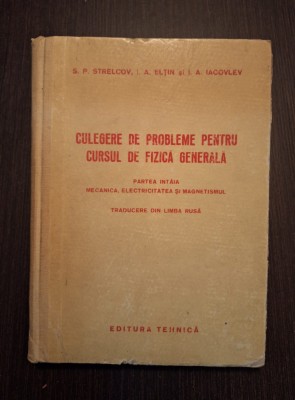 S. P. STRELCOV, I. A. ELȚIN și I. A. IACOVLEV
CULEGERE DE PROBLEME PENTRU
CURSUL DE FIZICĂ GENERALĂ
PARTEA INTÂIA
MECANICA, ELECTRICITATEA ȘI MAGNETISMUL
TRADUCERE DIN LIMBA RUSĂ
EDITURA TEHNICĂ